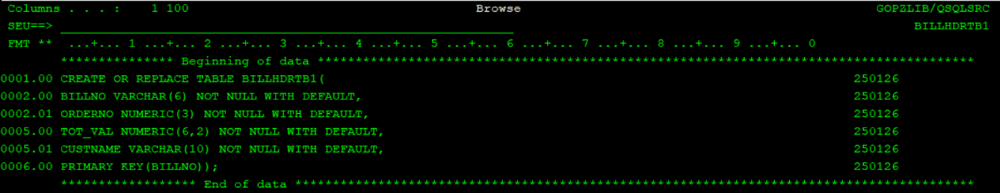 Columns . . . :    1 100                    Browse                    GOPZLIB/QSQLSRC
SEU==>                                                                BILLHDRTB1
FMT **  ...+... 1 ...+... 2 ...+... 3 ...+... 4 ...+... 5 ...+... 6 ...+... 7 ...+... 8 ...+... 9 ...+... 0
*************** Beginning of data *****************************************************************************************
0001.00 CREATE OR REPLACE TABLE BILLHDRTB1( 250126
0002.00 BILLNO VARCHAR(6) NOT NULL WITH DEFAULT, 250126
0002.01 ORDERNO NUMERIC(3) NOT NULL WITH DEFAULT, 250126
0005.00 TOT_VAL NUMERIC(6,2) NOT NULL WITH DEFAULT, 250126
0005.01 CUSTNAME VARCHAR(10) NOT NULL WITH DEFAULT, 250126
0006.00 PRIMARY KEY(BILLNO)); 250126
****************** End of data ********************************************************************************************